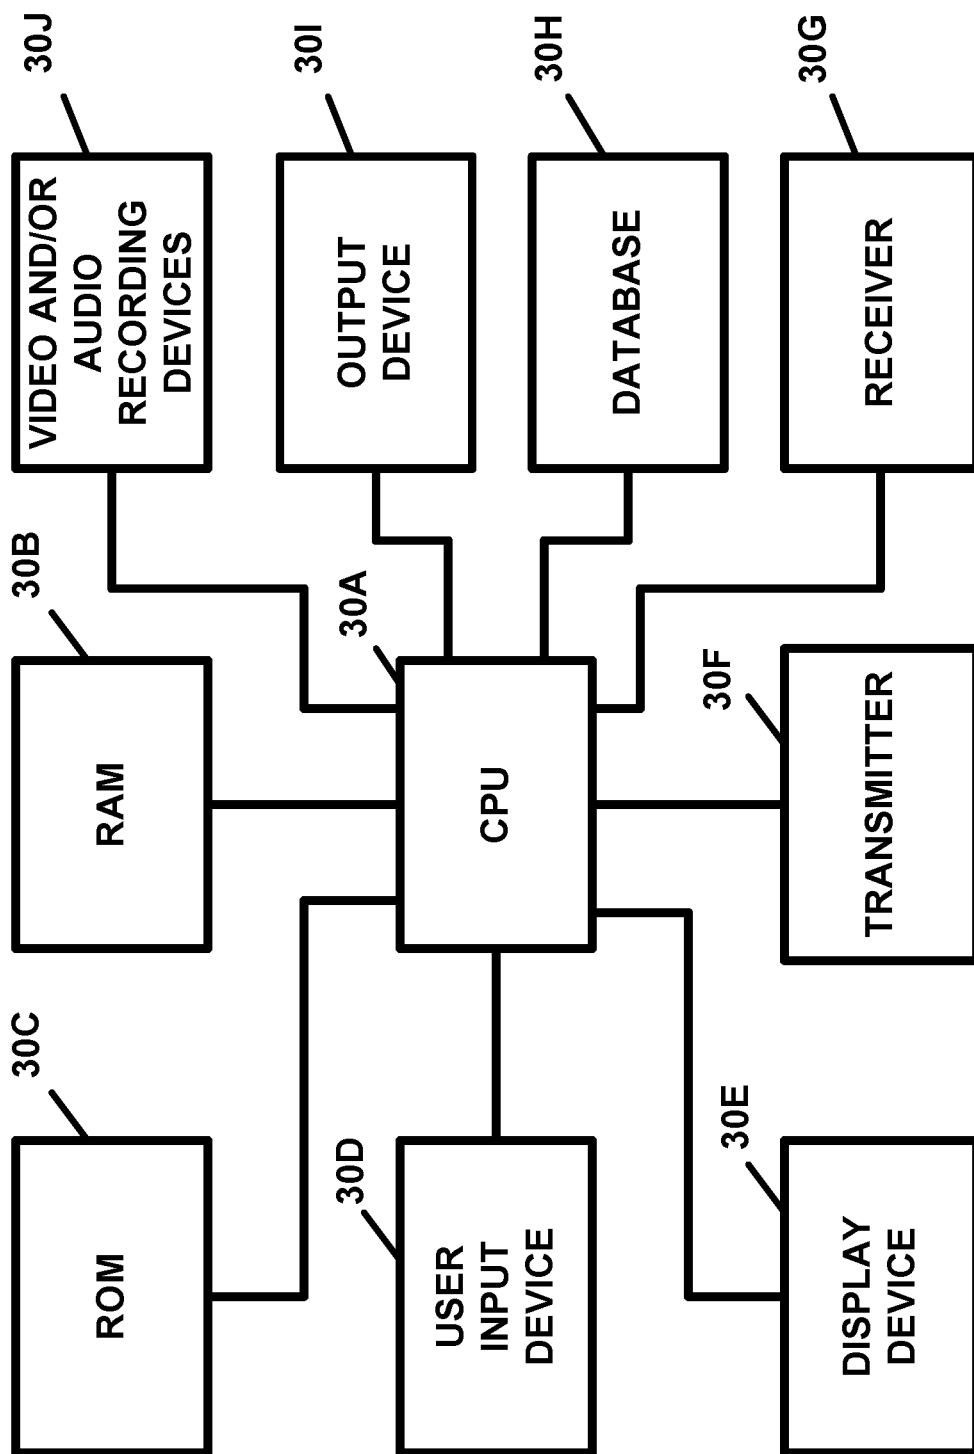 30C
ROM
30B
RAM
30J
VIDEO AND/OR
AUDIO
RECORDING
DEVICES
30D
USER
INPUT
DEVICE
30A
CPU
30I
OUTPUT
DEVICE
30H
DATABASE
30E
DISPLAY
DEVICE
30F
TRANSMITTER
30G
RECEIVER